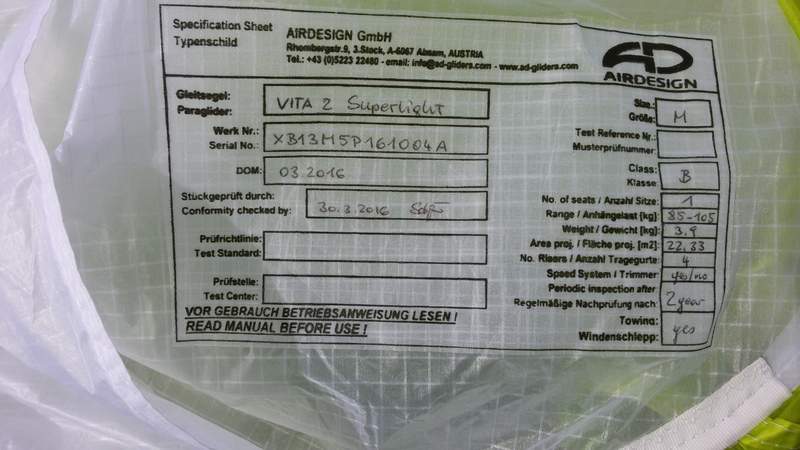 Specification Sheet
Typenschild
AIRDESIGN GmbH
Rhombergstr.9, 3.Stock, A-6067 Absam, AUSTRIA
Tel.: +43 (0)5223 22480 - email: info@ad-gliders.com - www.ad-gliders.com
AD
AIRDESIGN
Gleitsegel:
Paraglider:
VITA 2 Superlight
Werk Nr.:
Serial No.:
XB13M5P161004A
DOM:
03.2016
Stückgeprüft durch:
Conformity checked by:
30.3.2016
Prüfrichtlinie:
Test Standard:
Prüfstelle:
Test Center:
VOR GEBRAUCH BETRIEBSANWEISUNG LESEN !
READ MANUAL BEFORE USE !
Size.:
Größe:
M
Test Reference Nr.:
Musterprüfnummer:
Class:
Klasse:
B
No. of seats / Anzahl Sitze: 1
Range / Anhängelast [kg]: 85-105
Weight / Gewicht [kg]: 3.9
Area proj. / Fläche proj. [m2]: 22.33
No. Risers / Anzahl Tragegurte: 4
Speed System / Trimmer: yes/no
Periodic inspection after:
Regelmäßige Nachprüfung nach:
2 year
Towing:
Windenschlepp:
yes